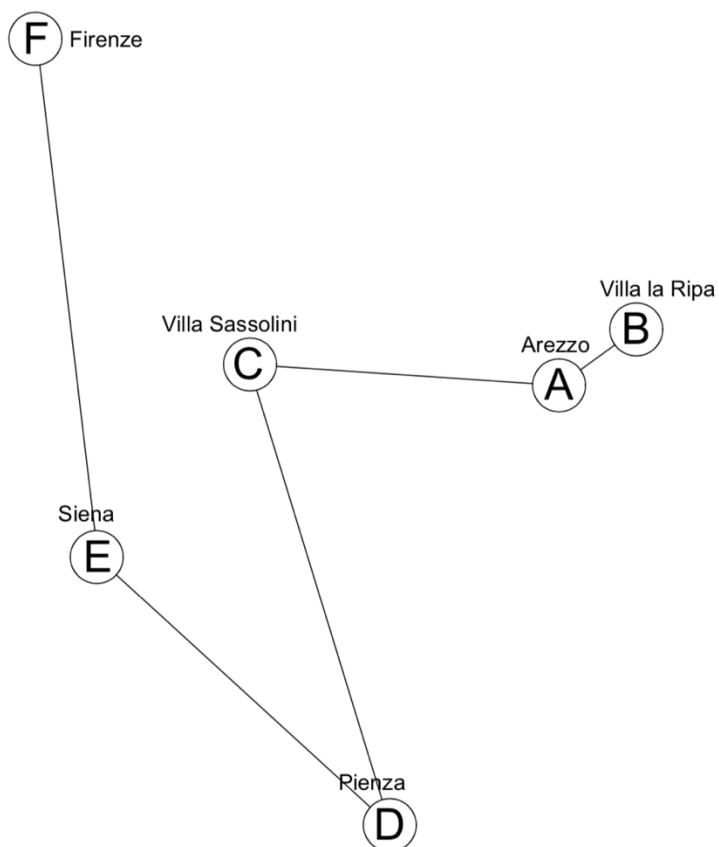 F Firenze
Villa la Ripa
B
Villa Sassolini
Arezzo
C
A
Siena
E
Pienza
D